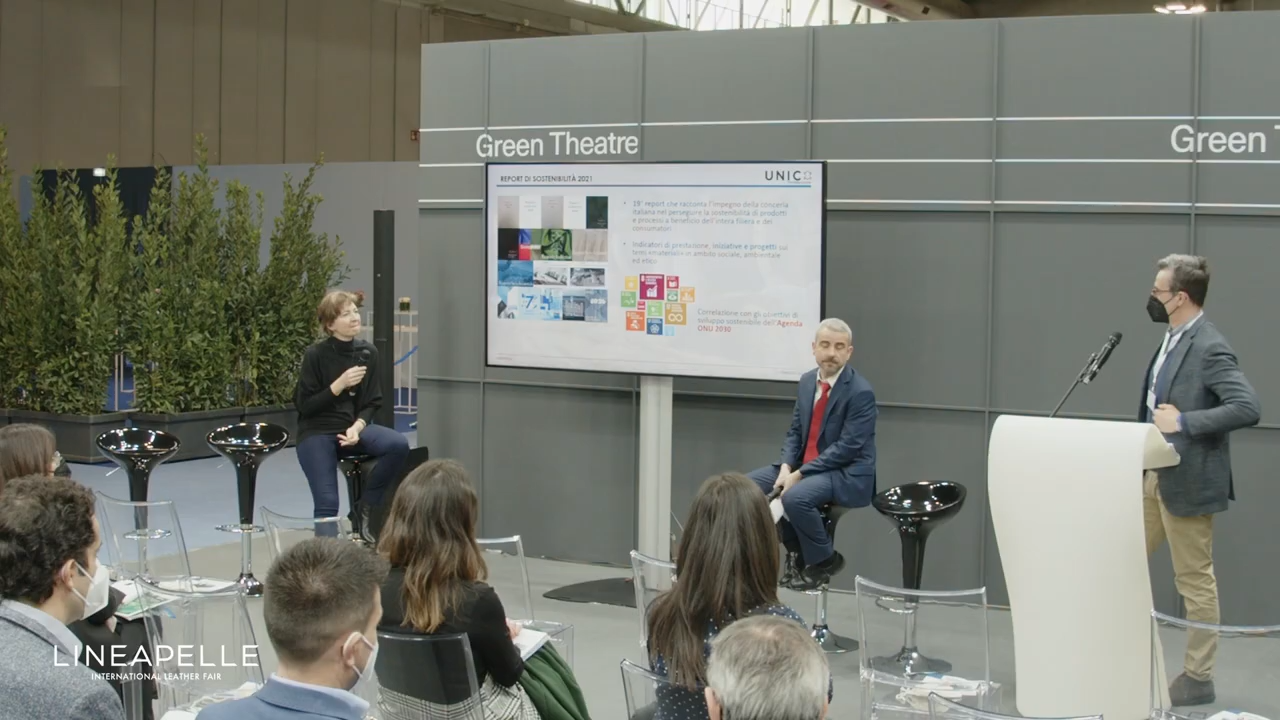 Green Theatre
Green T
REPORT DI SOSTENIBILITÀ 2021
UNIC
19° report che racconta l'impegno della conceria
italiana nel perseguire la sostenibilità di prodotti
e processi a beneficio dell'intera filiera e dei
consumatori
Indicatori di prestazione, iniziative e progetti su
temi «materiali» in ambito sociale, ambientale
ed etico
Correlazione con gli obiettivi di
sviluppo sostenibile dell'Agenda
ONU 2030
LINEAPELLE
INTERNATIONAL LEATHER FAIR